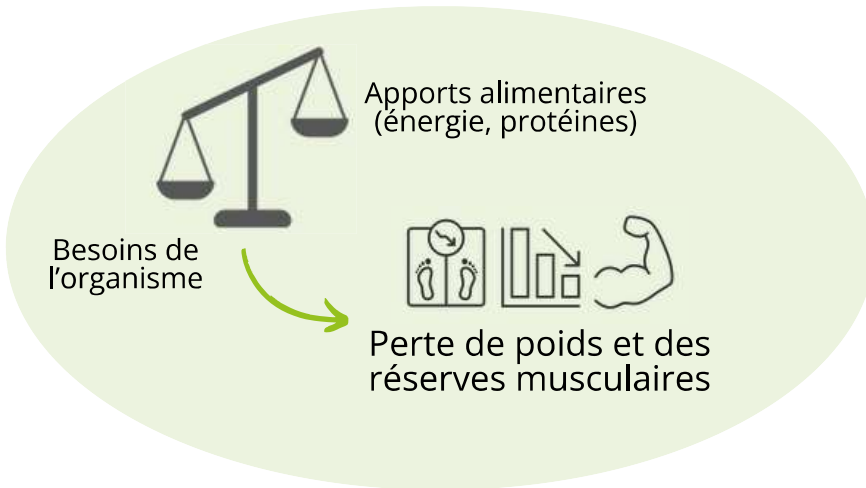 Apports alimentaires
(énergie, protéines)
Besoins de
l’organisme
Perte de poids et des
réserves musculaires